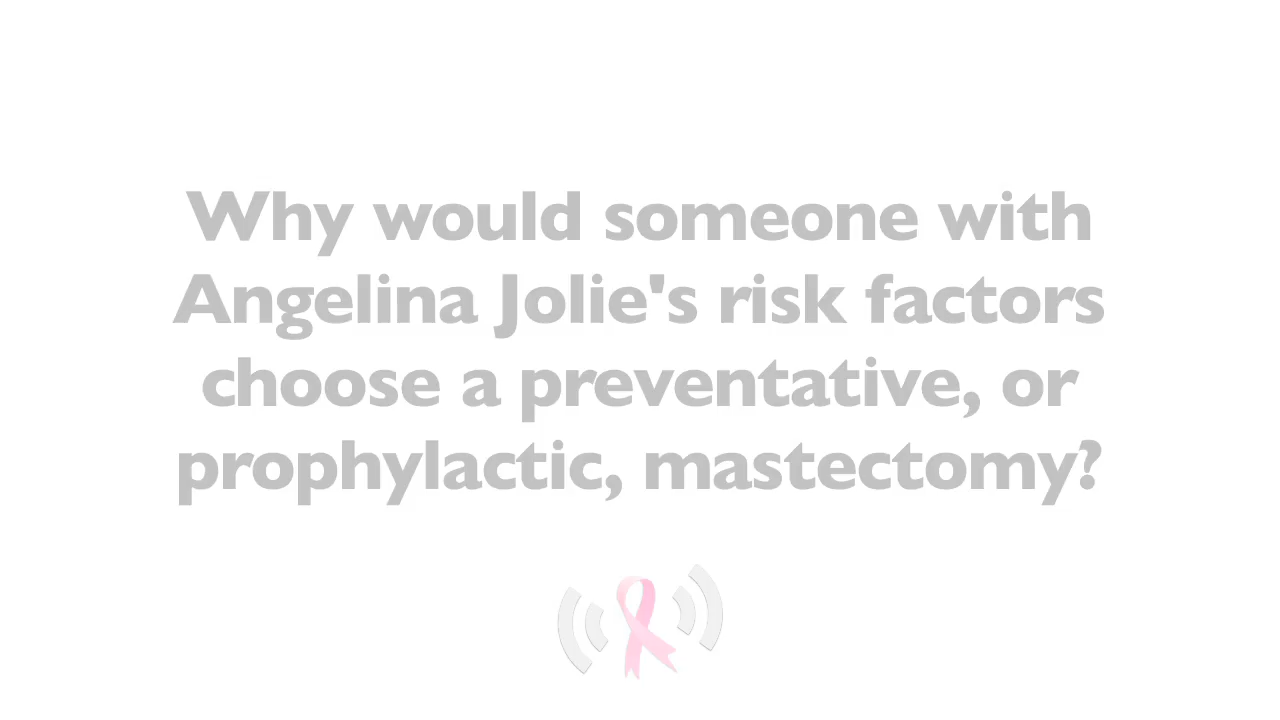 Why would someone with
Angelina Jolie's risk factors
choose a preventative, or
prophylactic, mastectomy?